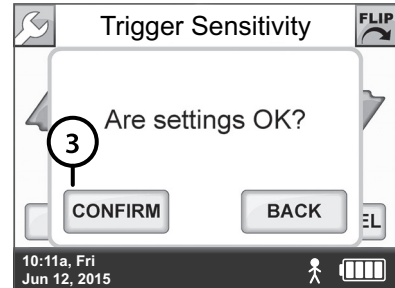 Trigger Sensitivity
FLIP
Are settings OK?
3
CONFIRM
BACK
EL
10:11a, Fri
Jun 12, 2015